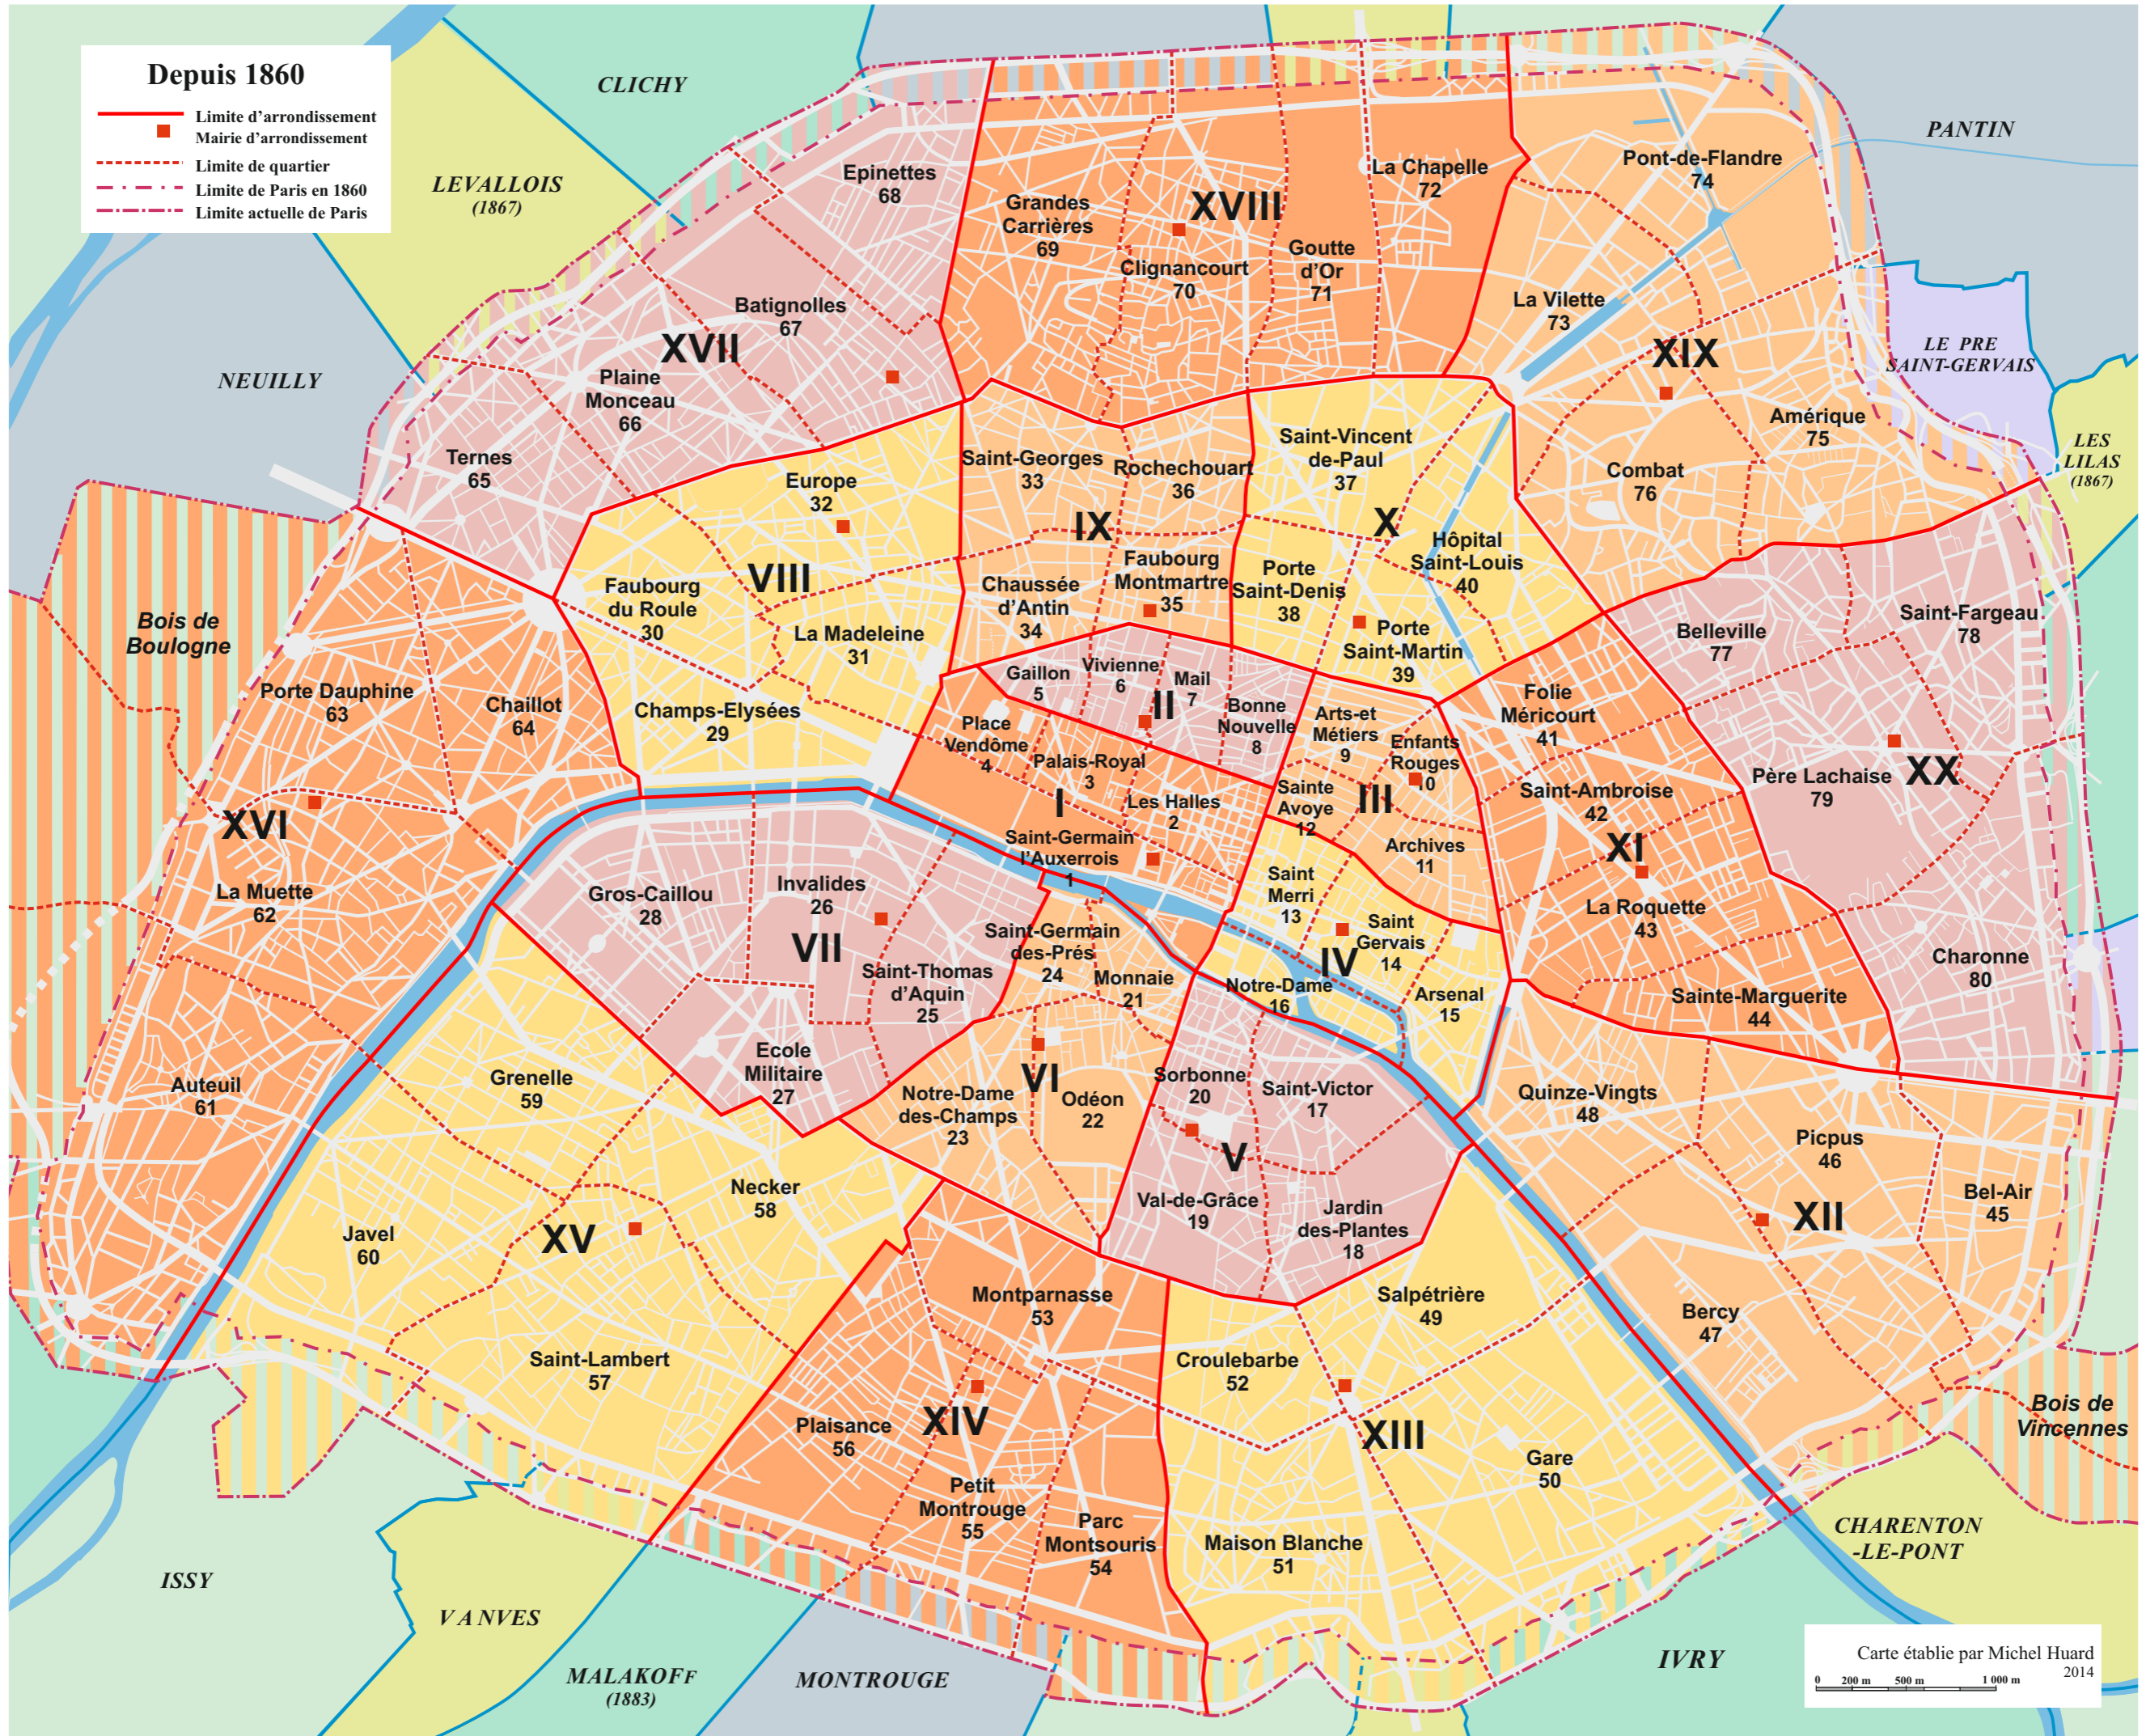 Depuis 1860
Limite d'arrondissement
Mairie d'arrondissement
Limite de quartier
Limite de Paris en 1860
Limite actuelle de Paris
CLICHY
LEVALLOIS
(1867)
NEUILLY
PANTIN
LE PRE
SAINT-GERVAIS
LES
LILAS
(1867)
Epinettes
68
Batignolles
67
XVII
Plaine
Monceau
66
Ternes
65
Grandes
Carrières
69
XVIII
Clignancourt
70
Goutte
d'Or
71
La Chapelle
72
Pont-de-Flandre
74
La Vilette
73
XIX
Amérique
75
Combat
76
Europe
32
VIII
Faubourg
du Roule
30
La Madeleine
31
Champs-Elysées
29
Saint-Georges
33
Rochechouart
36
IX
Chaussée
d'Antin
34
Faubourg
Montmartre
35
Saint-Vincent
de-Paul
37
X
Hôpital
Saint-Louis
40
Porte
Saint-Denis
38
Porte
Saint-Martin
39
Bois de
Boulogne
Porte Dauphine
63
Chaillot
64
XVI
La Muette
62
Auteuil
61
Gaillon
5
Vivienne
6
Mail
7
II
Bonne
Nouvelle
8
Place
Vendôme
4
Palais-Royal
3
I
Les Halles
2
Saint-Germain
l'Auxerrois
1
Arts-et
Métiers
9
Enfants
Rouges
10
III
Sainte
Avoye
12
Archives
11
Folie
Méricourt
41
Saint-Ambroise
42
XI
La Roquette
43
Sainte-Marguerite
44
Belleville
77
Saint-Fargeau
78
Père Lachaise
79
XX
Charonne
80
Gros-Caillou
28
Invalides
26
VII
Saint-Thomas
d'Aquin
25
Ecole
Militaire
27
Saint-Germain
des-Prés
24
Monnaie
21
VI
Odéon
22
Notre-Dame
des-Champs
23
Saint
Merri
13
Saint
Gervais
14
IV
Notre-Dame
16
Arsenal
15
Sorbonne
20
Saint-Victor
17
V
Val-de-Grâce
19
Jardin
des-Plantes
18
Quinze-Vingts
48
Picpus
46
XII
Bel-Air
45
Bercy
47
Bois de
Vincennes
Grenelle
59
Necker
58
XV
Javel
60
Saint-Lambert
57
Montparnasse
53
XIV
Plaisance
56
Petit
Montrouge
55
Parc
Montsouris
54
Salpétrière
49
Croulebarbe
52
XIII
Gare
50
Maison Blanche
51
ISSY
VANVES
MALAKOFF
(1883)
MONTROUGE
IVRY
CHARENTON
-LE-PONT
Carte établie par Michel Huard
2014
0 200 m 500 m 1 000 m